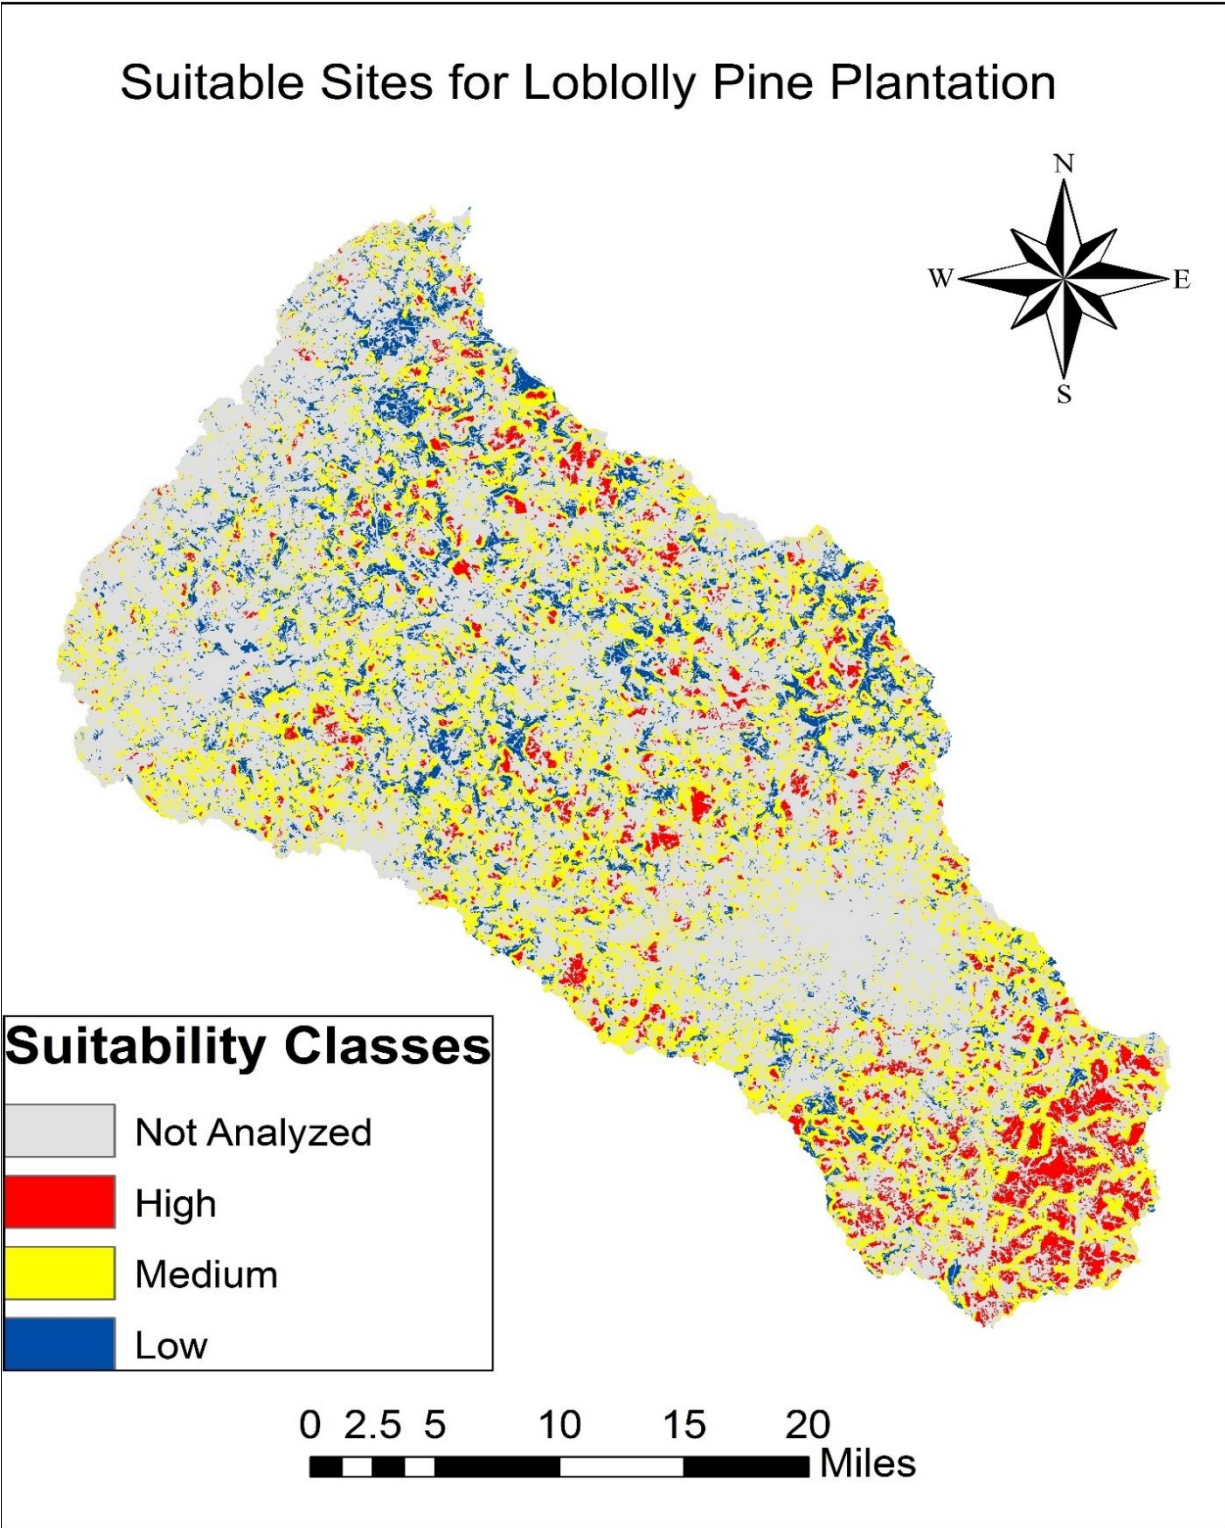 Suitable Sites for Loblolly Pine Plantation
N
W E
S
Suitability Classes
Not Analyzed
High
Medium
Low
0 2.5 5 10 15 20
Miles